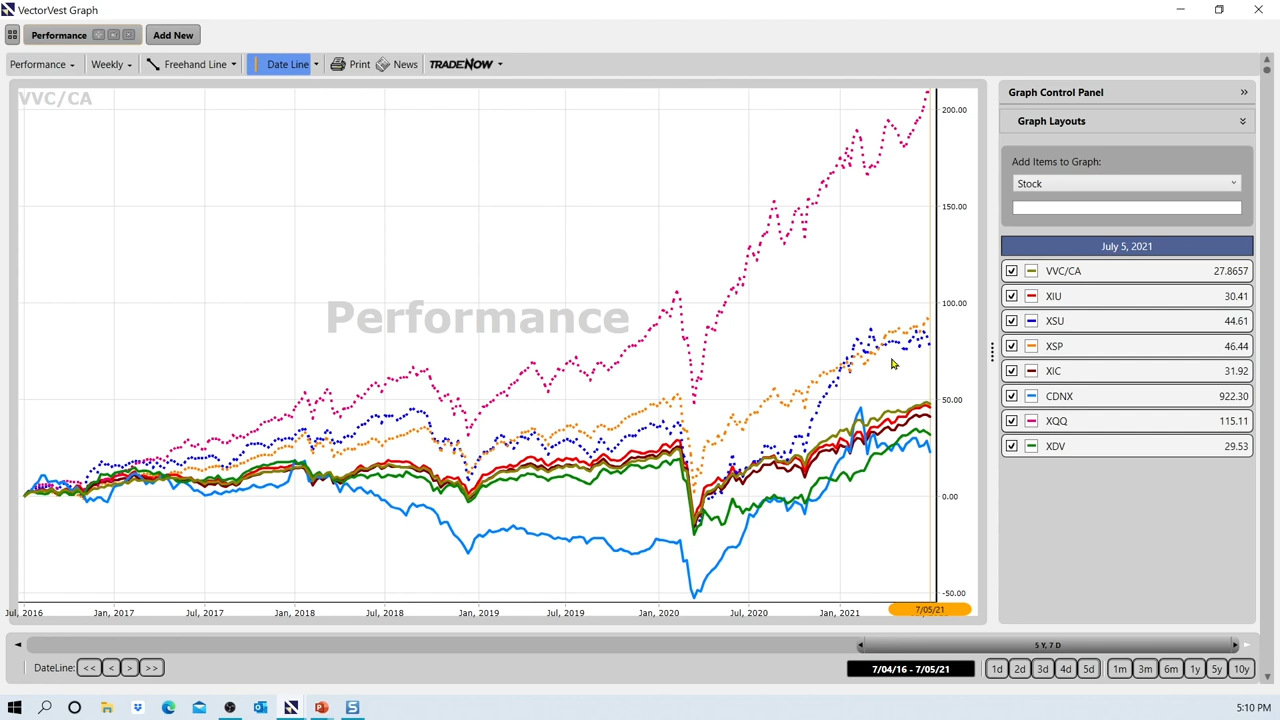 VectorVest Graph
Performance Add New
Performance Weekly Freehand Line Date Line Print News TRADENOW
VVC/CA
Performance
200.00
150.00
100.00
50.00
0.00
-50.00
Jul, 2016 Jan, 2017 Jul, 2017 Jan, 2018 Jul, 2018 Jan, 2019 Jul, 2019 Jan, 2020 Jul, 2020 Jan, 2021 7/05/21
Graph Control Panel »
Graph Layouts
Add Items to Graph:
Stock
July 5, 2021
VVC/CA 27.8657
XIU 30.41
XSU 44.61
XSP 46.44
XIC 31.92
CDNX 922.30
XQQ 115.11
XDV 29.53
5 Y, 7 D
DateLine: << < > >> 7/04/16 - 7/05/21 1d 2d 3d 4d 5d 1m 3m 6m 1y 5y 10y
5:10 PM